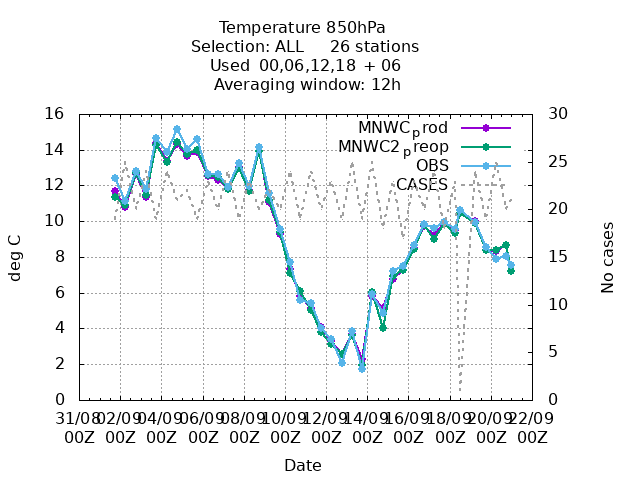 Temperature 850hPa
Selection: ALL 26 stations
Used 00,06,12,18 + 06
Averaging window: 12h
16 30
MNWC_prod
14
MNWC2_preop
25
OBS
12
CASES
20
10
deg C
8 15
No cases
6
10
4
5
2
0 0
31/08 02/09 04/09 06/09 08/09 10/09 12/09 14/09 16/09 18/09 20/09 22/09
00Z 00Z 00Z 00Z 00Z 00Z 00Z 00Z 00Z 00Z 00Z 00Z
Date